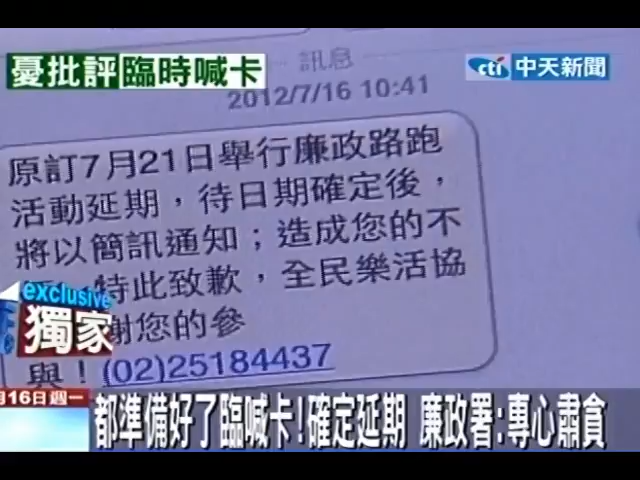 憂批評臨時喊卡
訊息
cti 中天新聞
2012/7/16 10:41
原訂7月21日舉行廉政路跑
活動延期，待日期確定後，
將以簡訊通知；造成您的不
特此致歉，全民樂活協
謝您的參
與！(02)25184437
exclusive
獨家
月16日週一
都準備好了臨喊卡!確定延期 廉政署:專心肅貪